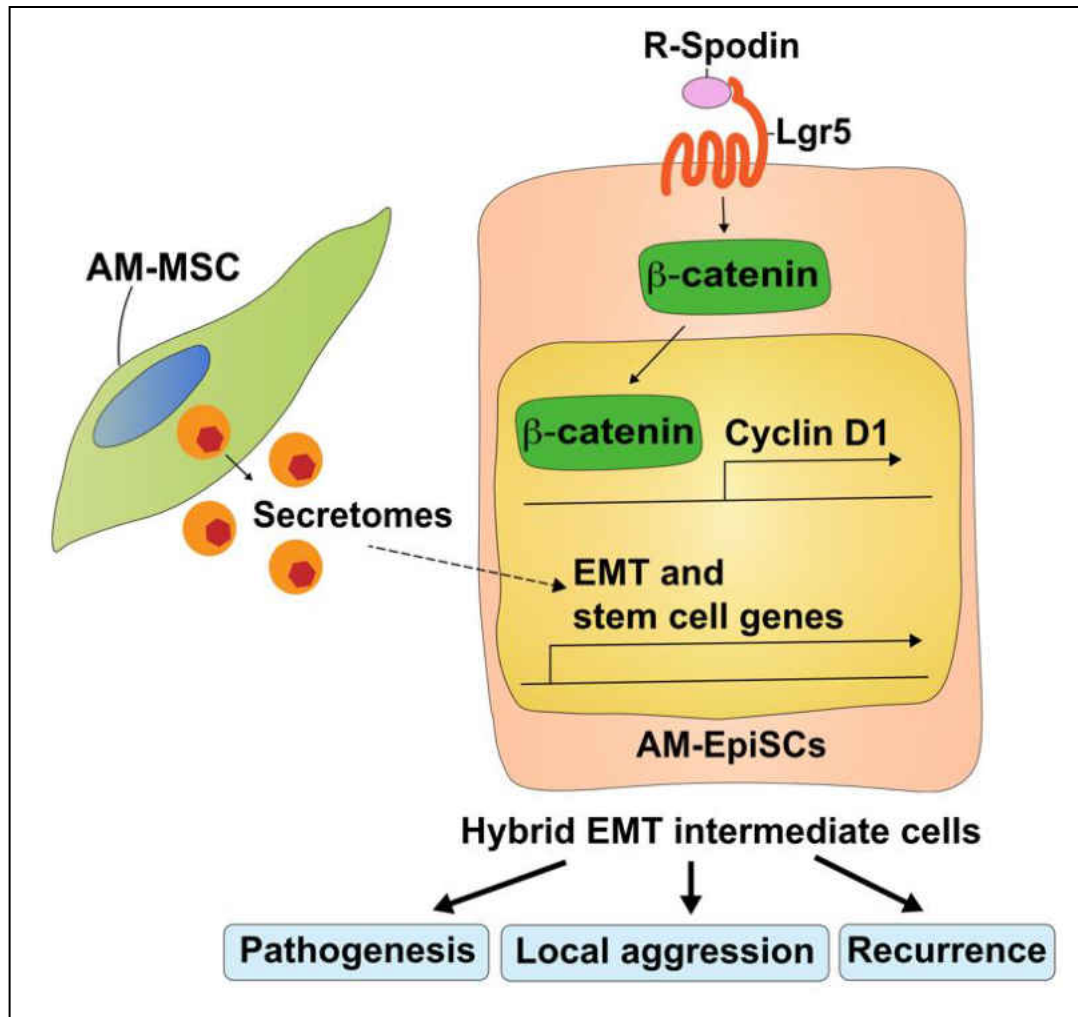 R-Spodin
Lgr5
AM-MSC
β-catenin
β-catenin
Cyclin D1
Secretomes
EMT and
stem cell genes
AM-EpiSCs
Hybrid EMT intermediate cells
Pathogenesis
Local aggression
Recurrence